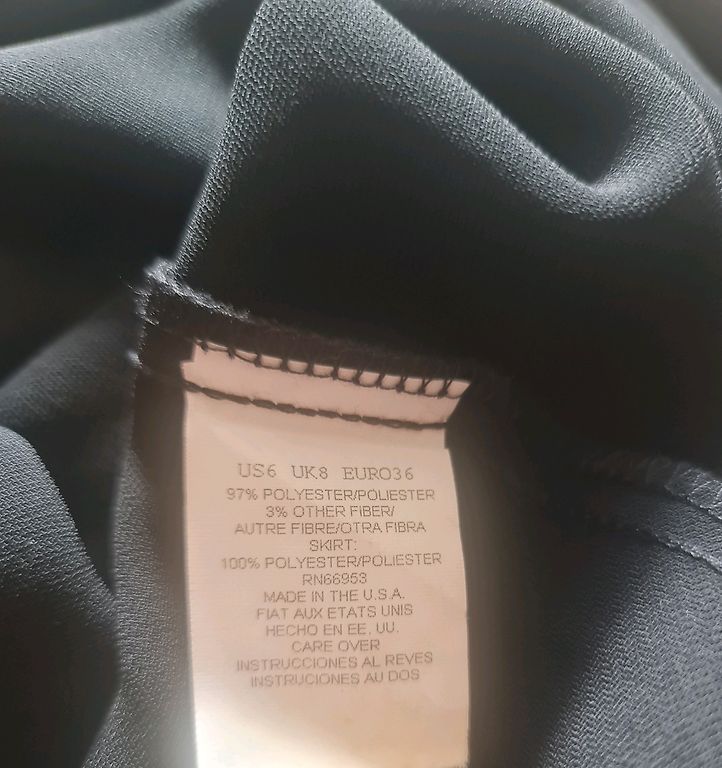 US6 UK8 EURO36
97% POLYESTER/POLIESTER
3% OTHER FIBER/
AUTRE FIBRE/OTRA FIBRA
SKIRT:
100% POLYESTER/POLIESTER
RN66953
MADE IN THE U.S.A.
FIAT AUX ETATS UNIS
HECHO EN EE. UU.
CARE OVER
INSTRUCCIONES AL REVES
INSTRUCIONES AU DOS